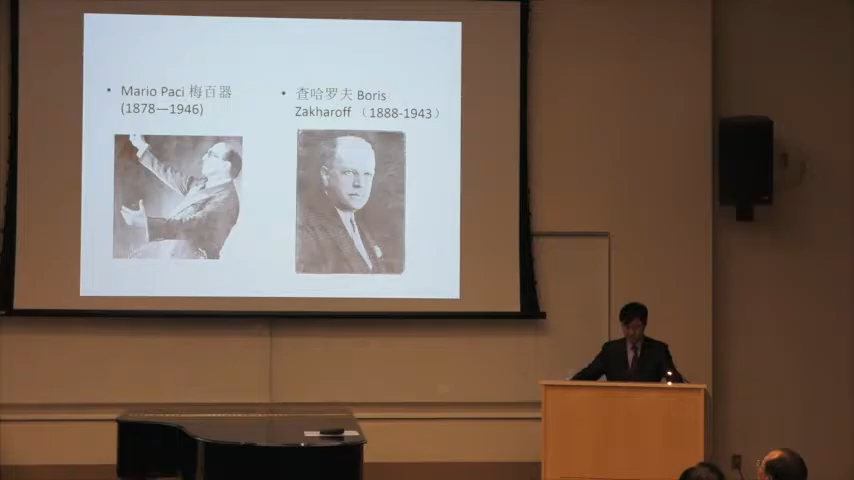 • Mario Paci 梅百器
(1878—1946)
• 查哈罗夫 Boris
Zakharoff （1888-1943）